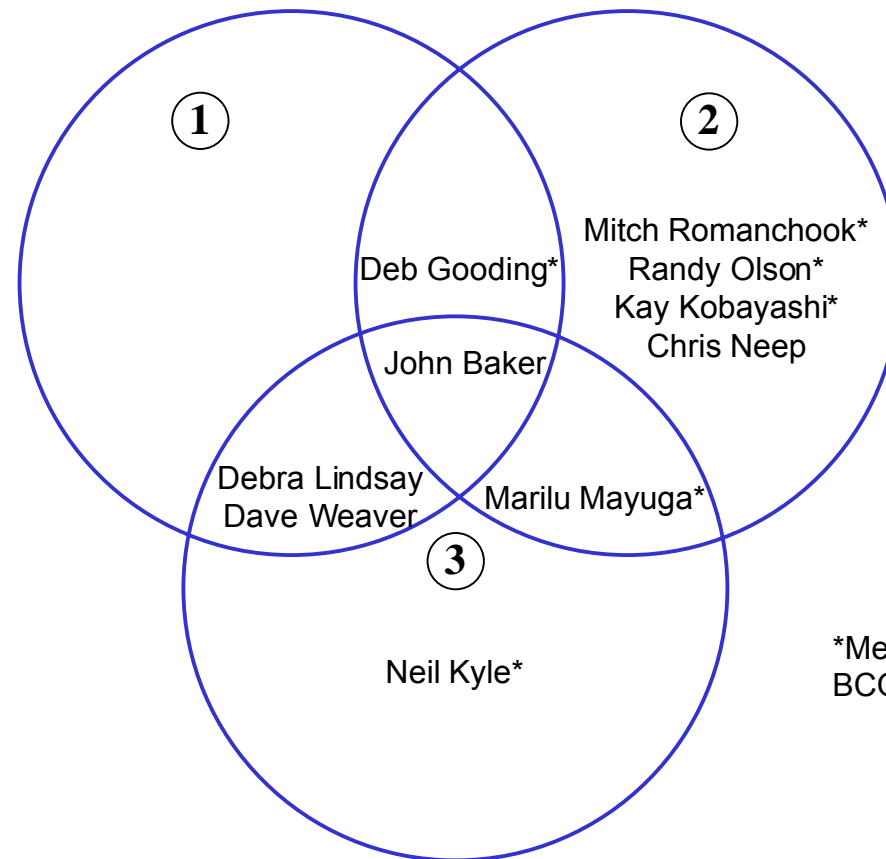 1
2
Mitch Romanchook*
Randy Olson*
Kay Kobayashi*
Chris Neep
Deb Gooding*
John Baker
Debra Lindsay
Dave Weaver
Marilu Mayuga*
3
Neil Kyle*